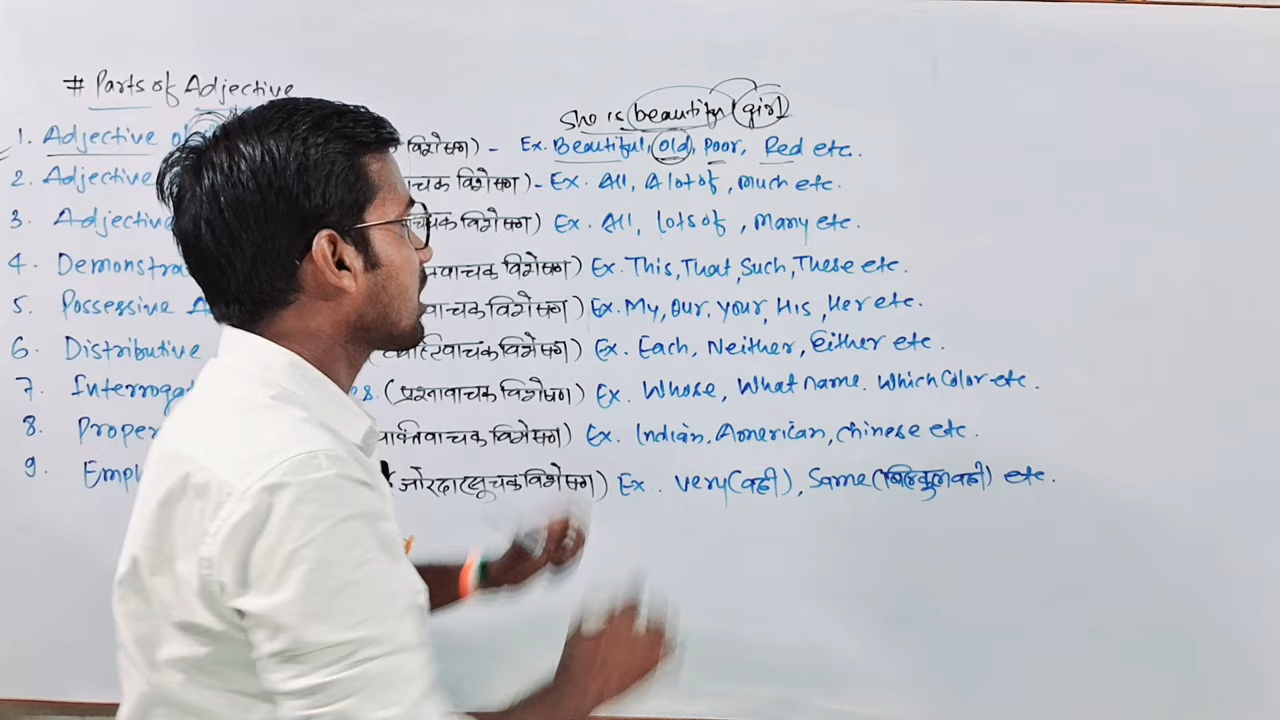 # Parts of Adjective
She is beautiful girl
1. Adjective of विशेषण) - Ex. Beautiful, old, Poor, Red etc.
2. Adjective वाचक विशेषण) - Ex. All, A lot of, Much etc.
3. Adjective वाचक विशेषण) Ex. All, lots of, Many etc.
4. Demonstra वाचक विशेषण) Ex. This, That, Such, These etc.
5. Possessive A वाचक विशेषण) Ex. My, Our, your, His, Her etc.
6. Distributive विशेषण) Ex. Each, Neither, Either etc.
7. Interrogat es. (प्रश्नवाचक विशेषण) Ex. Whose, What name. Which Color etc.
8. Proper वाचक विशेषण) Ex. Indian, American, Chinese etc.
9. Emph (जोरदारसूचक विशेषण) Ex. very(वही), Same(बिल्कुल वही) etc.